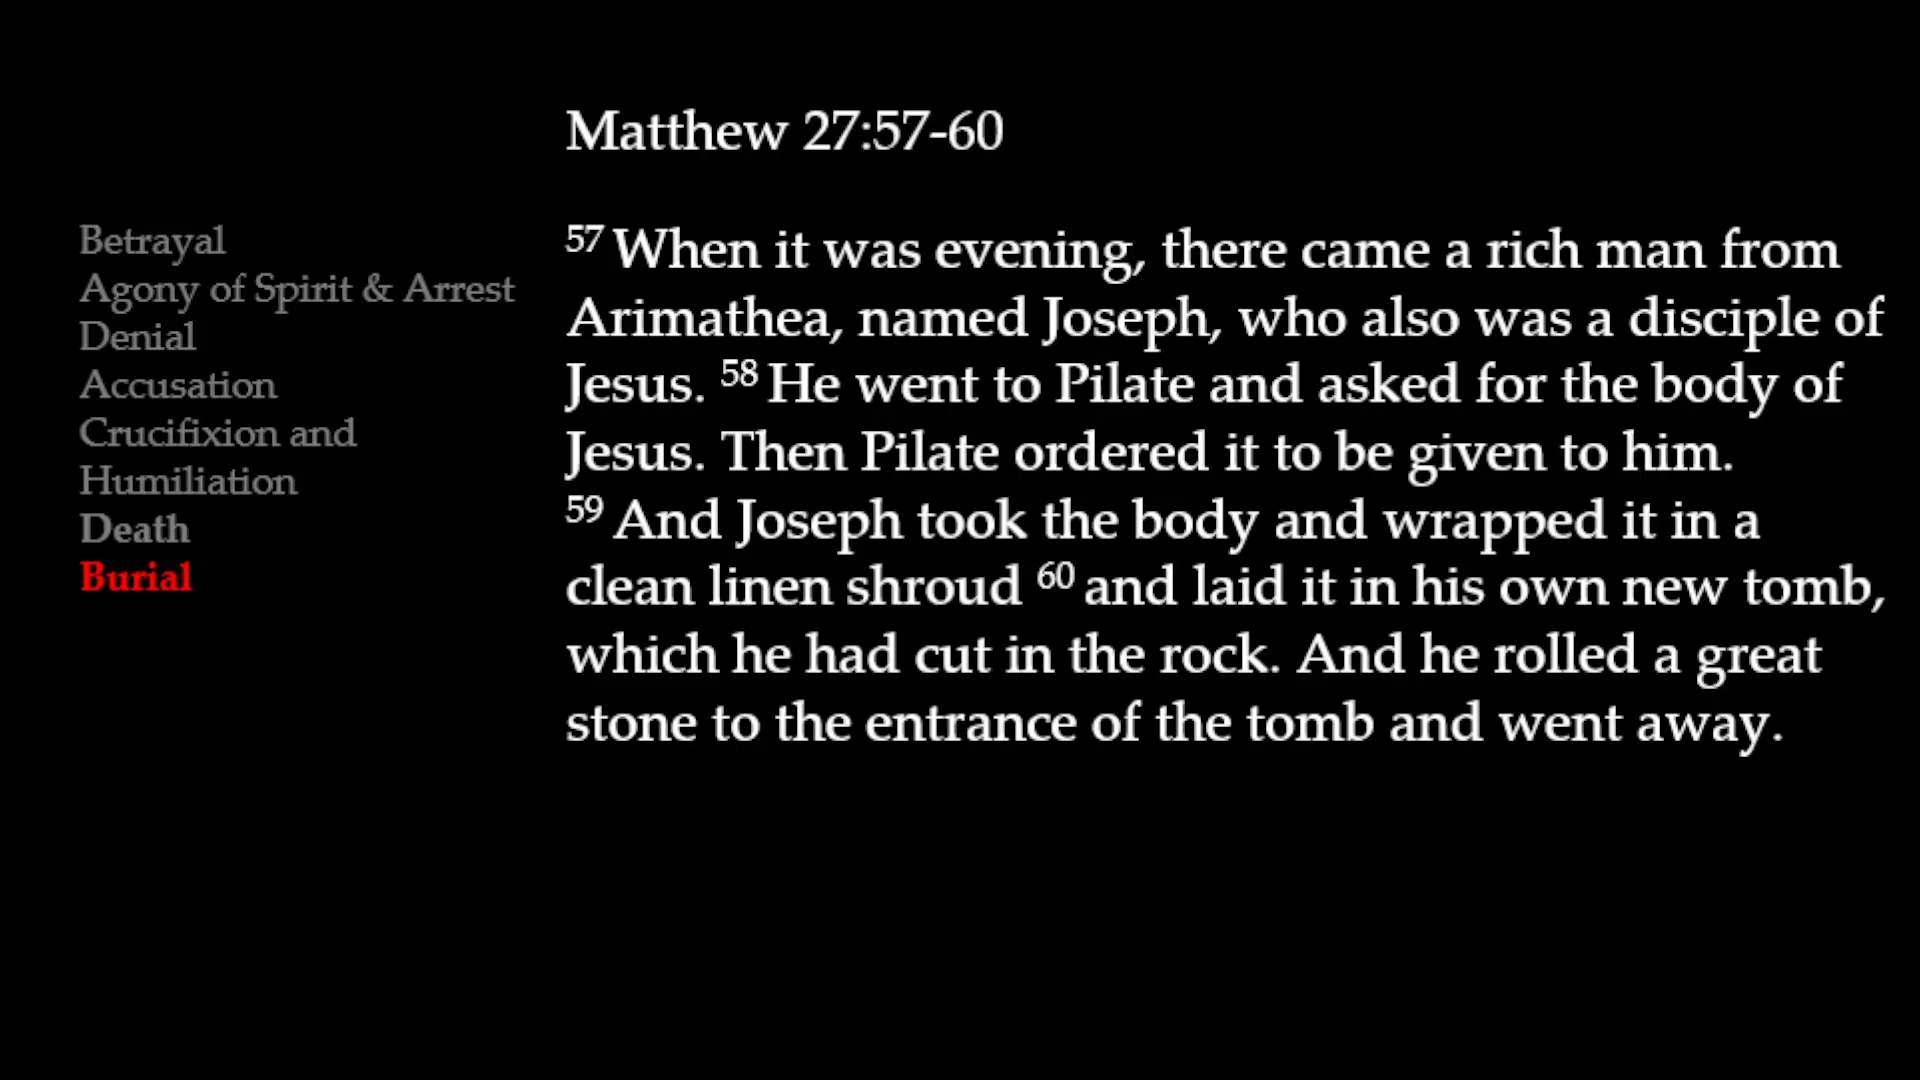 Matthew 27:57-60
Betrayal
Agony of Spirit & Arrest
Denial
Accusation
Crucifixion and
Humiliation
Death
Burial
57 When it was evening, there came a rich man from
Arimathea, named Joseph, who also was a disciple of
Jesus. 58 He went to Pilate and asked for the body of
Jesus. Then Pilate ordered it to be given to him.
59 And Joseph took the body and wrapped it in a
clean linen shroud 60 and laid it in his own new tomb,
which he had cut in the rock. And he rolled a great
stone to the entrance of the tomb and went away.